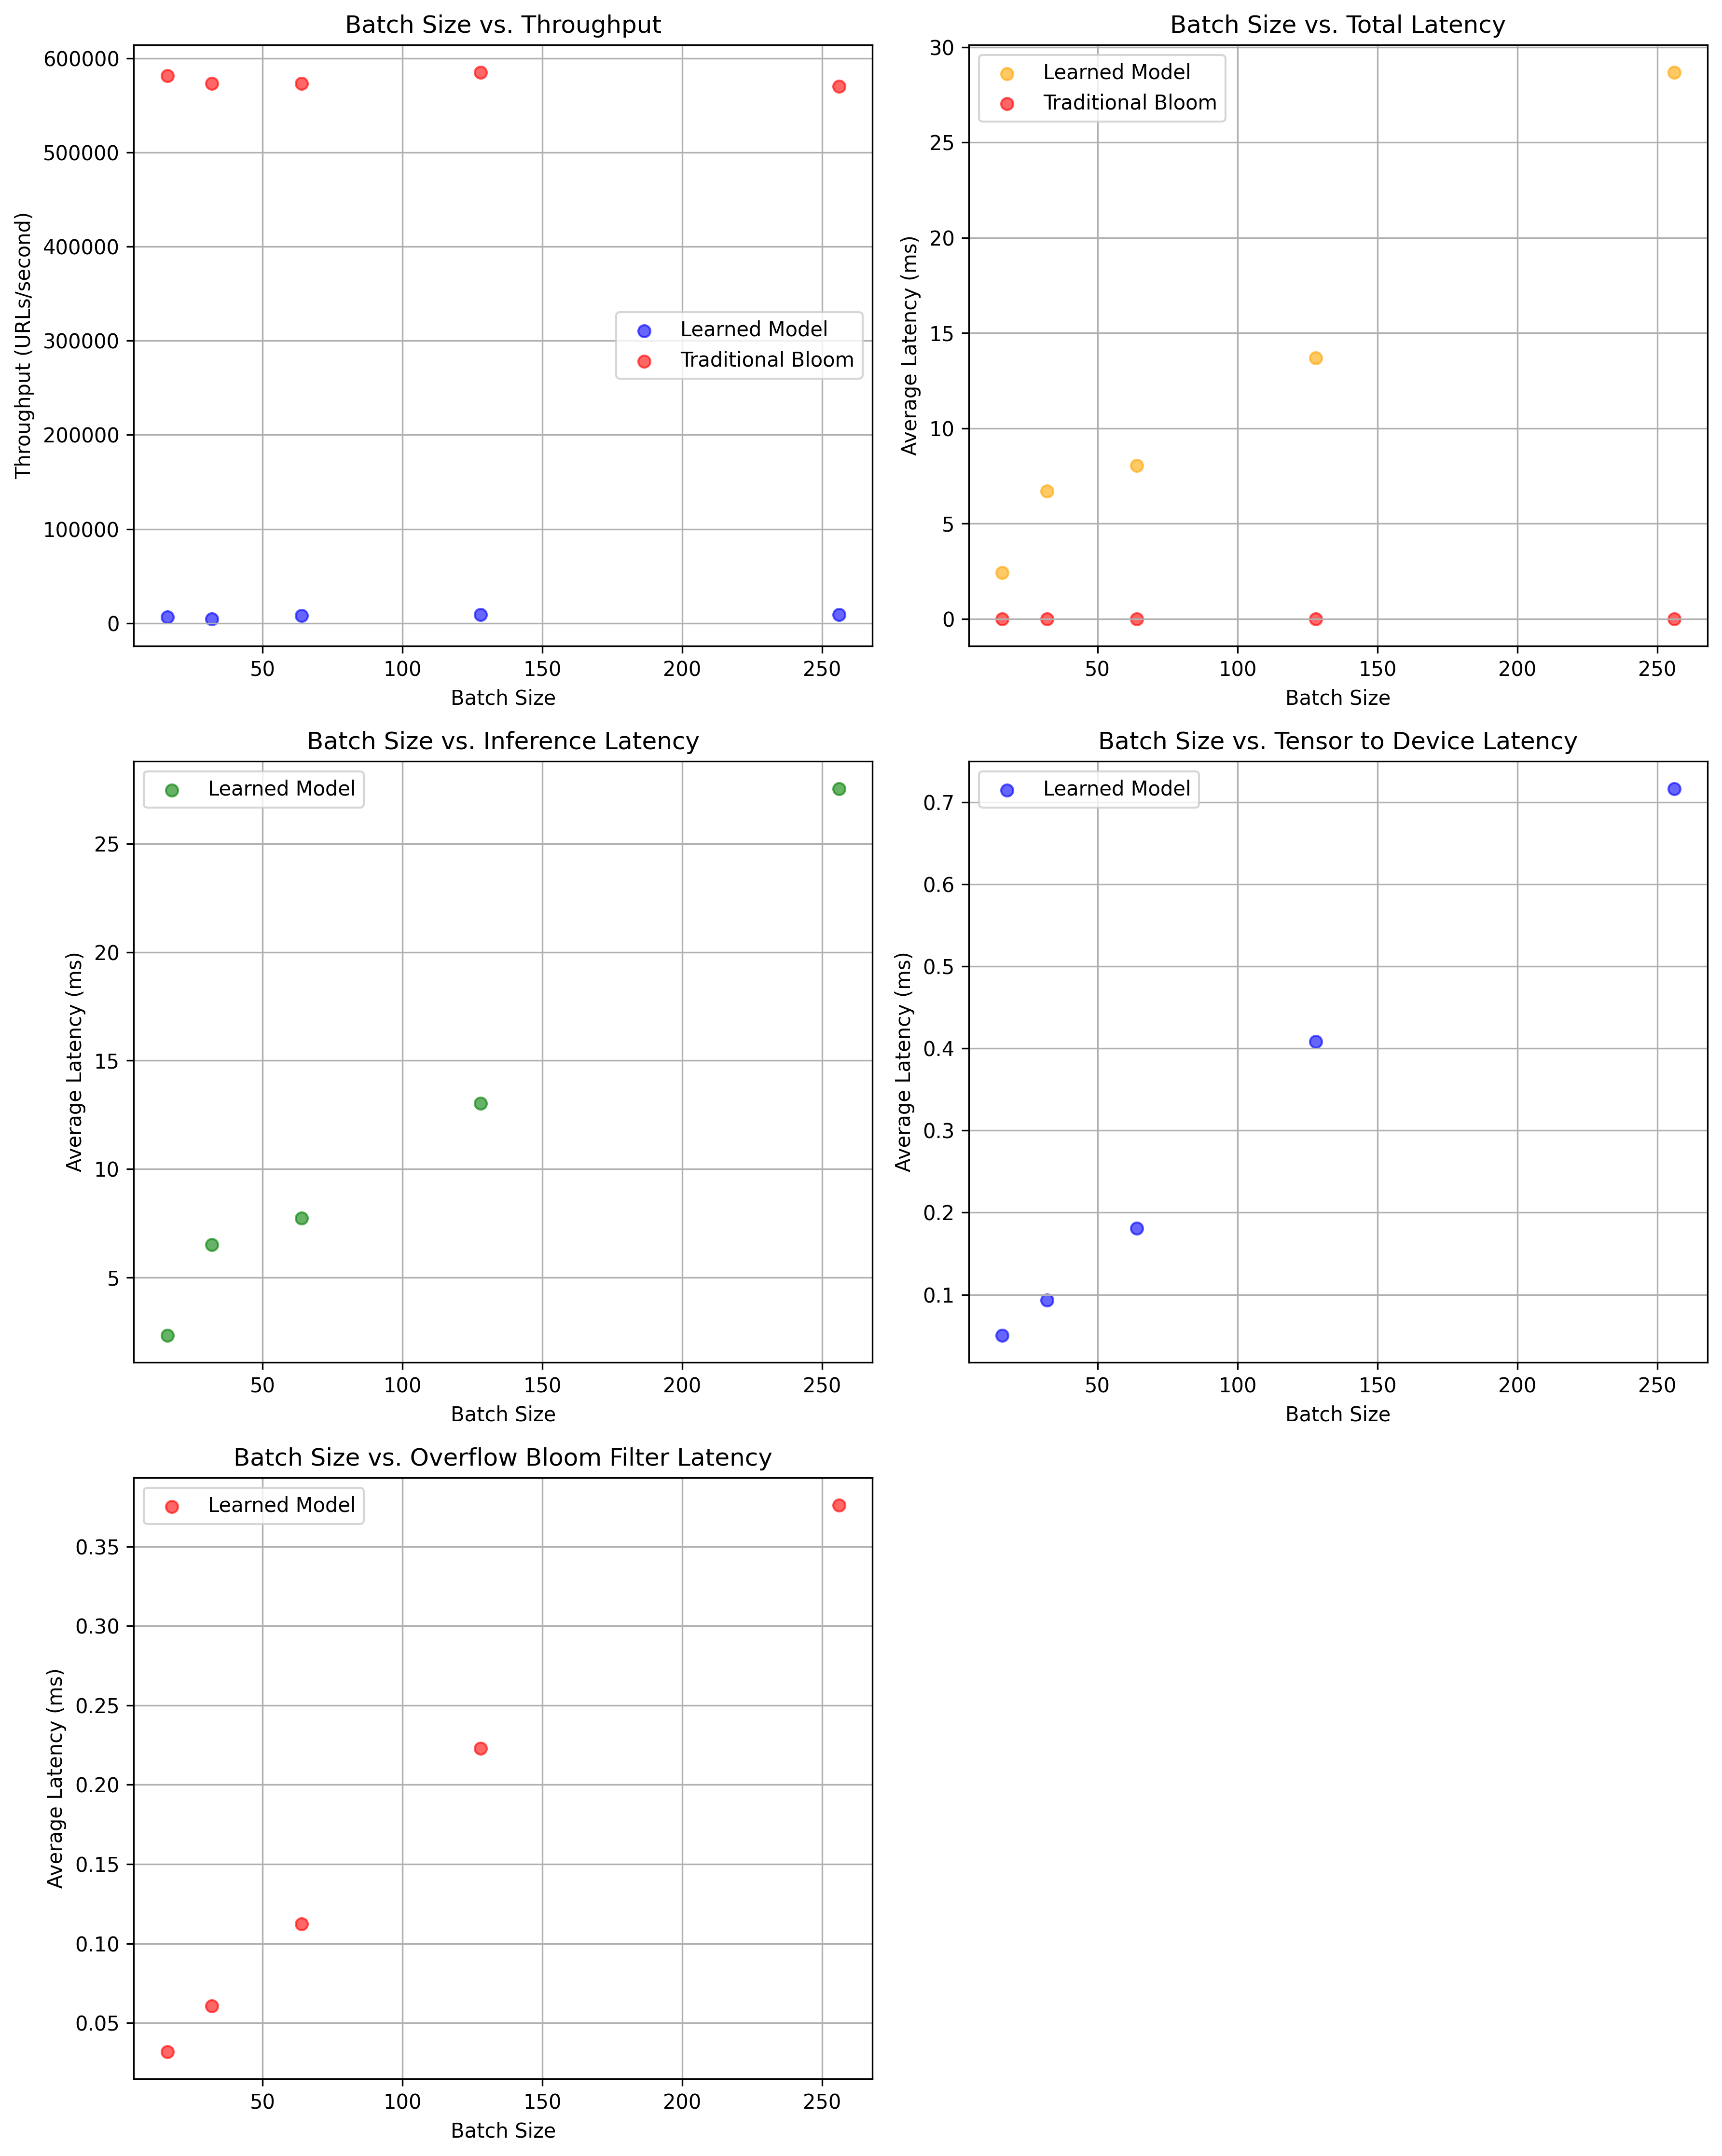 Batch Size vs. Throughput
Throughput (URLs/second)
600000
500000
400000
300000
200000
100000
0
Learned Model
Traditional Bloom
50 100 150 200 250
Batch Size
Batch Size vs. Total Latency
Average Latency (ms)
30
25
20
15
10
5
0
Learned Model
Traditional Bloom
50 100 150 200 250
Batch Size
Batch Size vs. Inference Latency
Average Latency (ms)
25
20
15
10
5
Learned Model
50 100 150 200 250
Batch Size
Batch Size vs. Tensor to Device Latency
Average Latency (ms)
0.7
0.6
0.5
0.4
0.3
0.2
0.1
Learned Model
50 100 150 200 250
Batch Size
Batch Size vs. Overflow Bloom Filter Latency
Average Latency (ms)
0.35
0.30
0.25
0.20
0.15
0.10
0.05
Learned Model
50 100 150 200 250
Batch Size